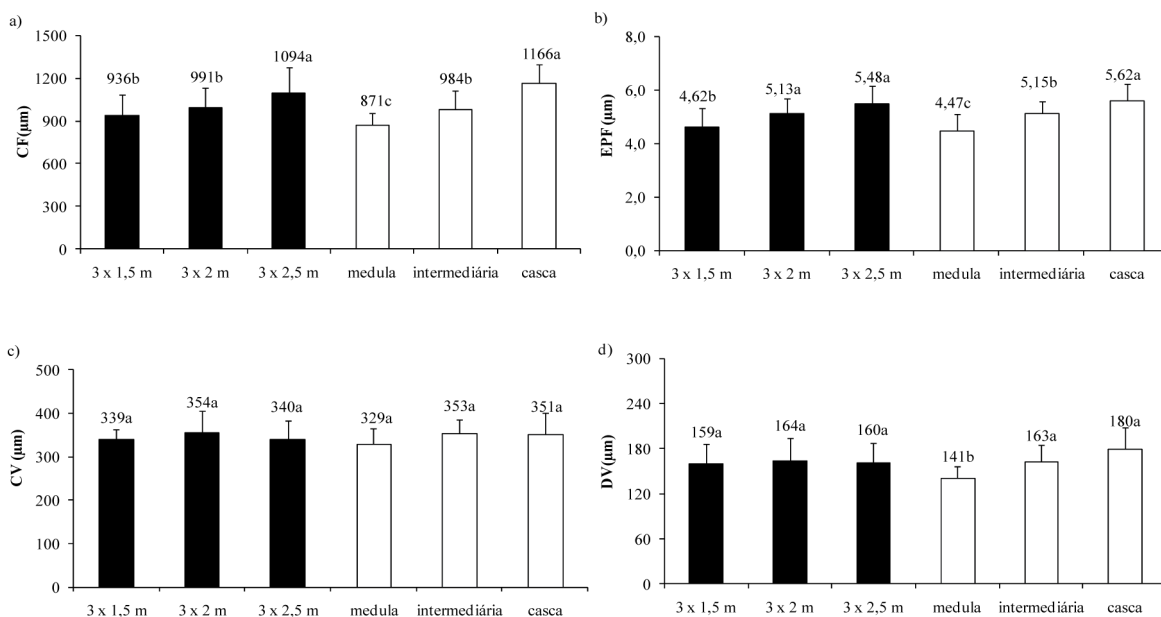 a)
1500
1200
900
600
300
0
CF(µm)
936b
991b
1094a
871c
984b
1166a
3 x 1,5 m
3 x 2 m
3 x 2,5 m
medula
intermediária
casca
b)
8,0
6,0
4,0
2,0
0,0
EPF (µm)
4,62b
5,13a
5,48a
4,47c
5,15b
5,62a
3 x 1,5 m
3 x 2 m
3 x 2,5 m
medula
intermediária
casca
c)
500
400
300
200
100
0
CV (µm)
339a
354a
340a
329a
353a
351a
3 x 1,5 m
3 x 2 m
3 x 2,5 m
medula
intermediária
casca
d)
300
240
180
120
60
0
DV(µm)
159a
164a
160a
141b
163a
180a
3 x 1,5 m
3 x 2 m
3 x 2,5 m
medula
intermediária
casca